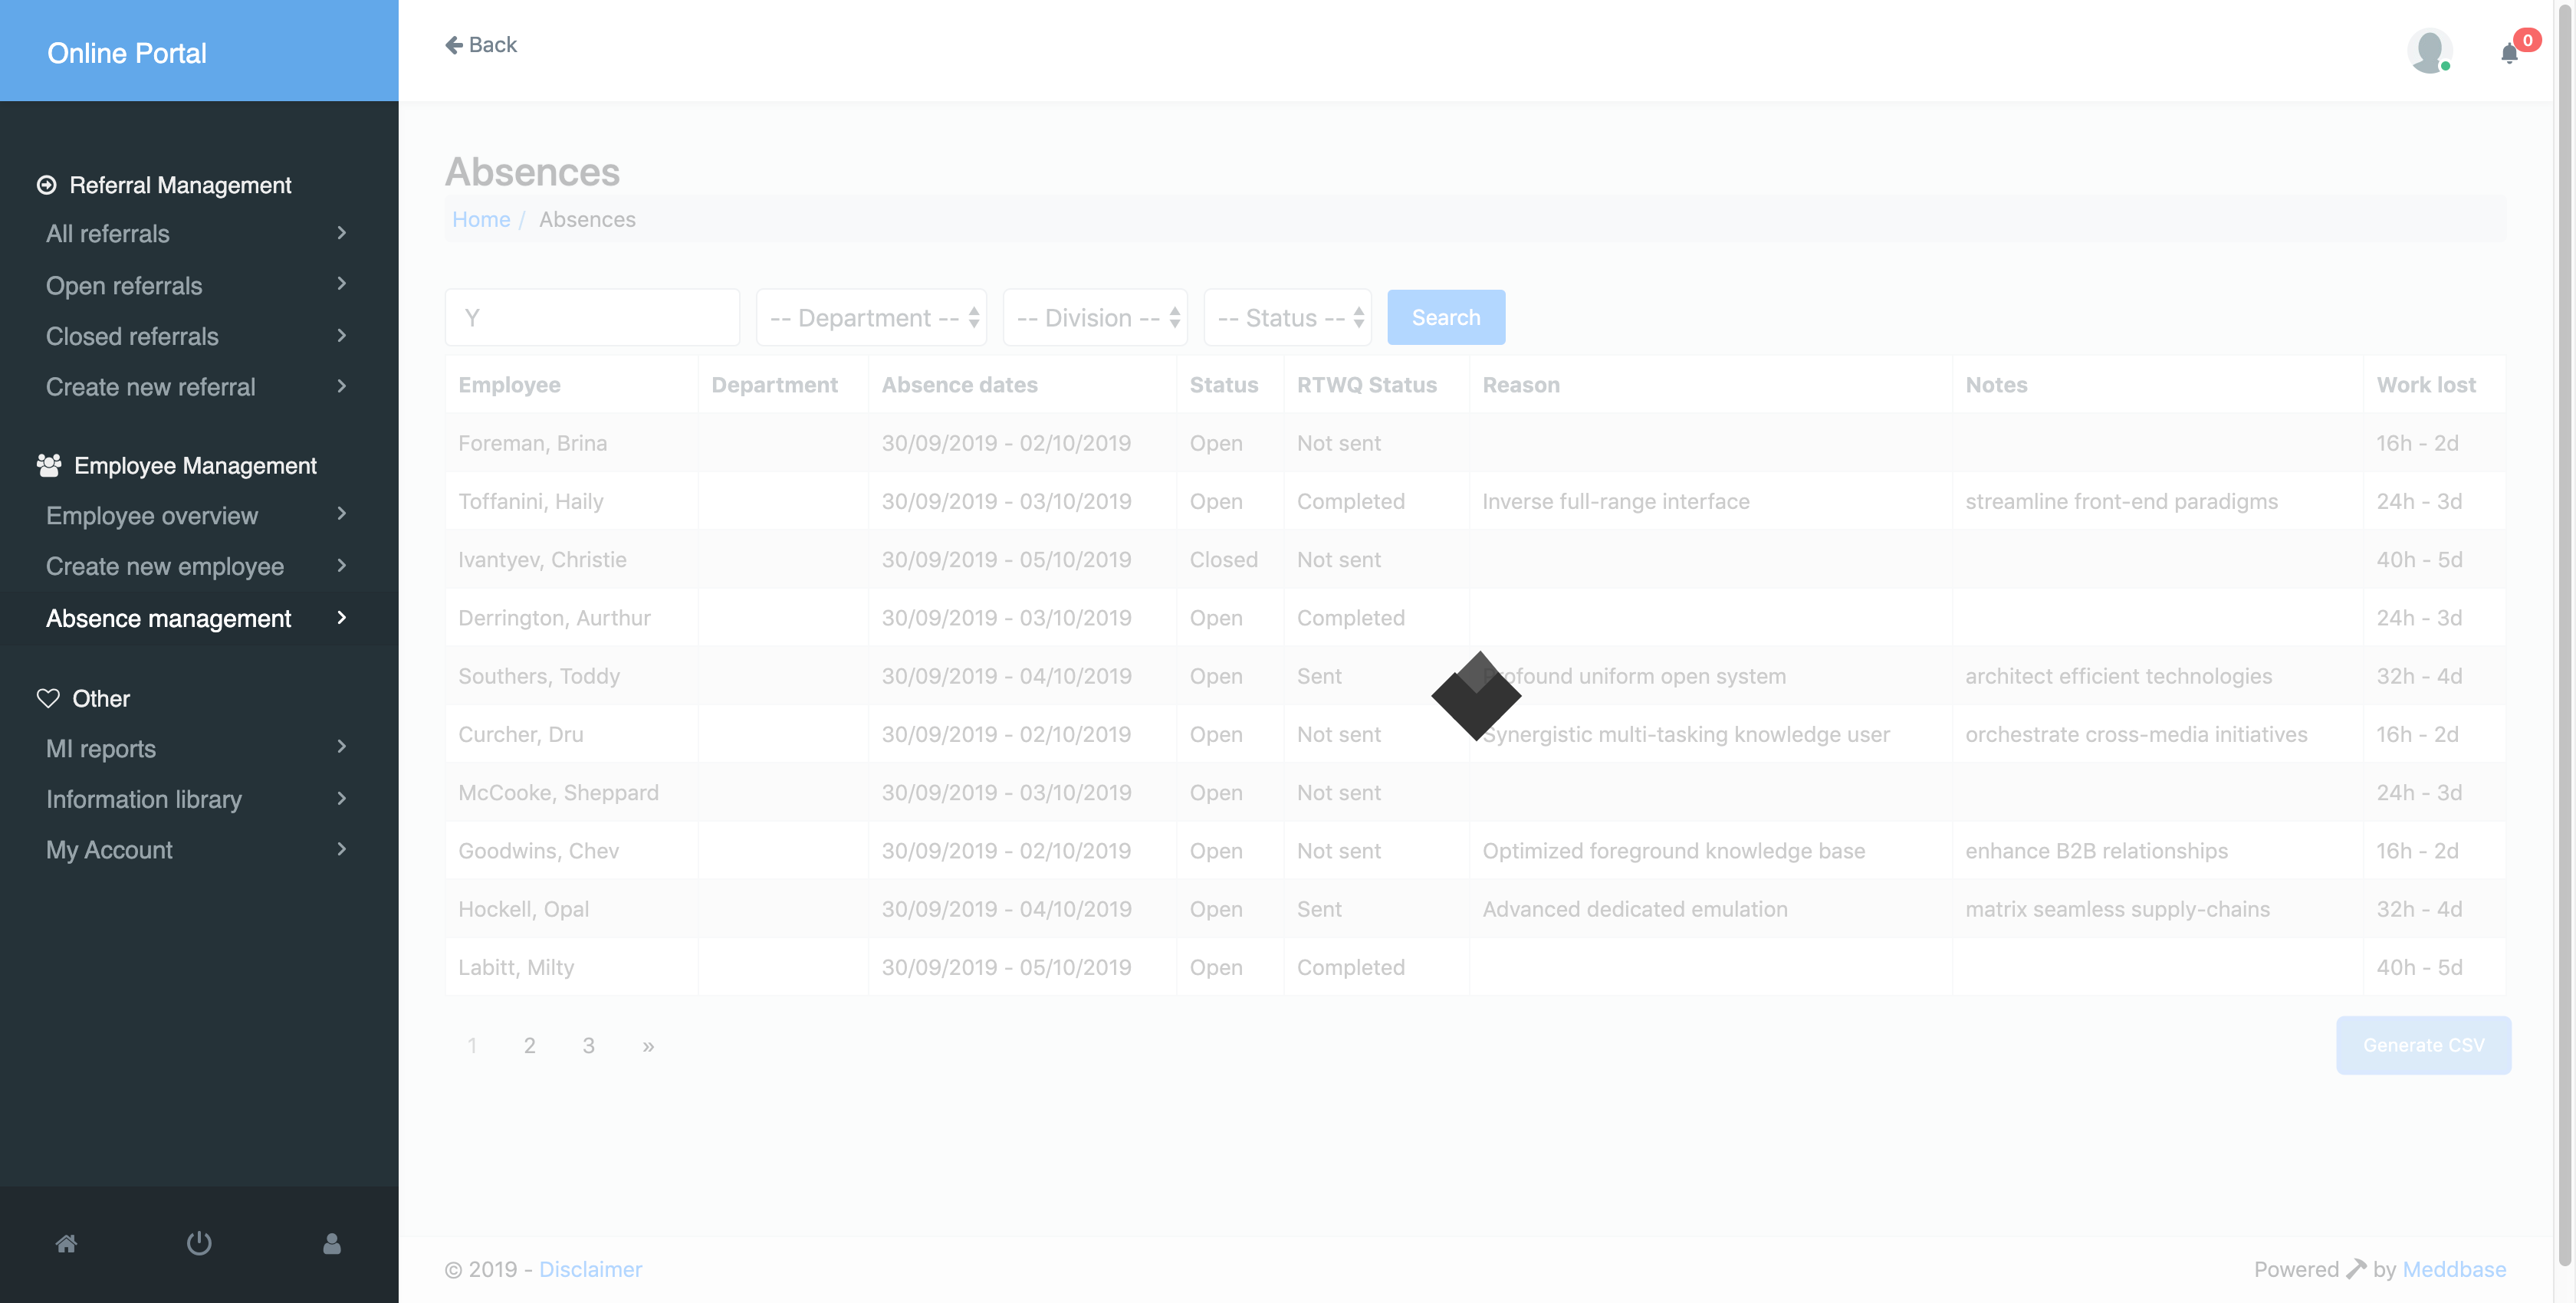 Online Portal
Back
0
Referral Management
All referrals
Open referrals
Closed referrals
Create new referral
Employee Management
Employee overview
Create new employee
Absence management
Other
MI reports
Information library
My Account
Absences
Home / Absences
Y -- Department -- -- Division -- -- Status -- Search
Employee Department Absence dates Status RTWQ Status Reason Notes Work lost
Foreman, Brina 30/09/2019 - 02/10/2019 Open Not sent 16h - 2d
Toffanini, Haily 30/09/2019 - 03/10/2019 Open Completed Inverse full-range interface streamline front-end paradigms 24h - 3d
Ivantyev, Christie 30/09/2019 - 05/10/2019 Closed Not sent 40h - 5d
Derrington, Aurthur 30/09/2019 - 03/10/2019 Open Completed 24h - 3d
Southers, Toddy 30/09/2019 - 04/10/2019 Open Sent Profound uniform open system architect efficient technologies 32h - 4d
Curcher, Dru 30/09/2019 - 02/10/2019 Open Not sent Synergistic multi-tasking knowledge user orchestrate cross-media initiatives 16h - 2d
McCooke, Sheppard 30/09/2019 - 03/10/2019 Open Not sent 24h - 3d
Goodwins, Chev 30/09/2019 - 02/10/2019 Open Not sent Optimized foreground knowledge base enhance B2B relationships 16h - 2d
Hockell, Opal 30/09/2019 - 04/10/2019 Open Sent Advanced dedicated emulation matrix seamless supply-chains 32h - 4d
Labitt, Milty 30/09/2019 - 05/10/2019 Open Completed 40h - 5d
1 2 3 »
Generate CSV
© 2019 - Disclaimer
Powered by Meddbase